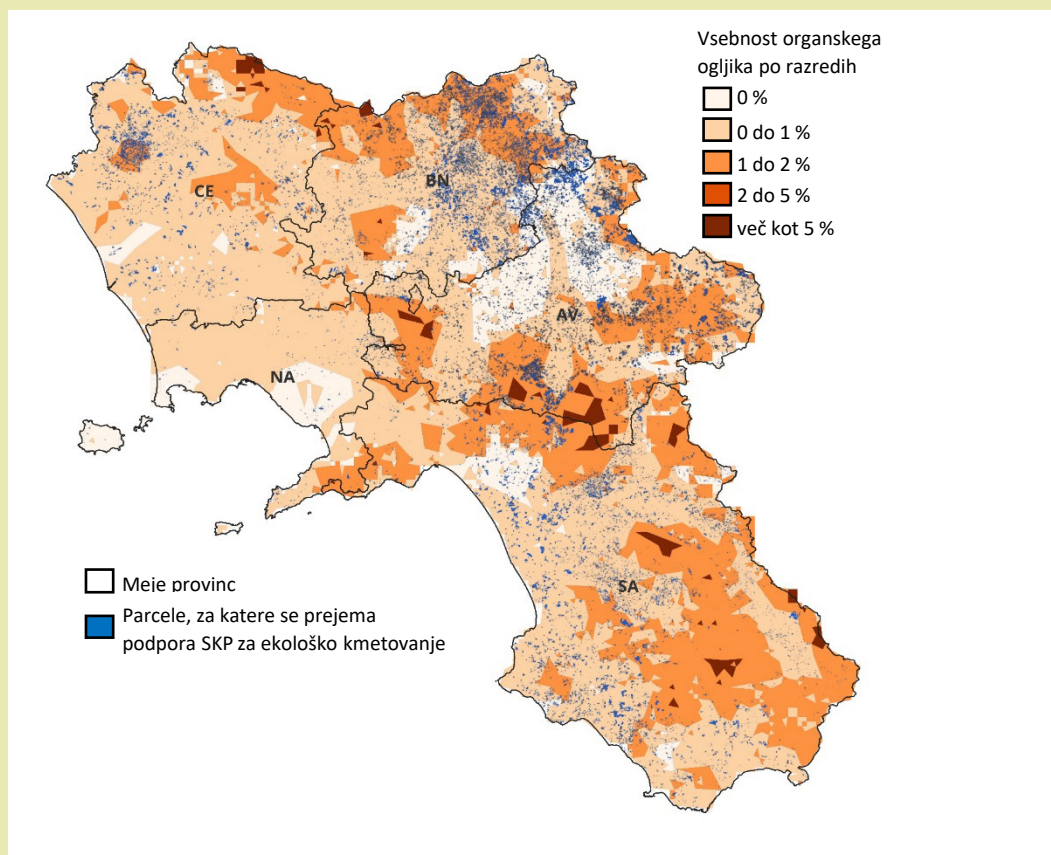 Vsebnost organskega
ogljika po razredih
0 %
0 do 1 %
1 do 2 %
2 do 5 %
več kot 5 %
CE
BN
AV
NA
SA
Meje provinc
Parcele, za katere se prejema
podpora SKP za ekološko kmetovanje